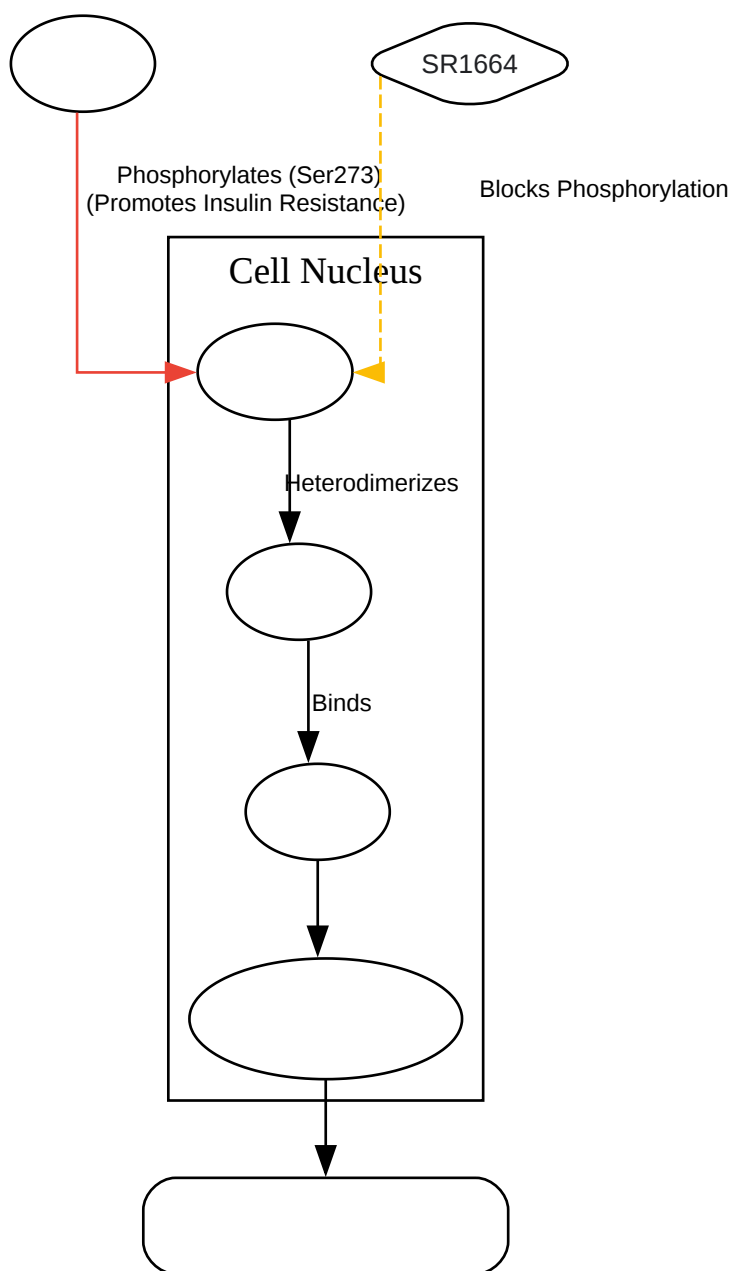 SR1664
Phosphorylates (Ser273)
(Promotes Insulin Resistance)
Blocks Phosphorylation
Cell Nucleus
Heterodimerizes
Binds